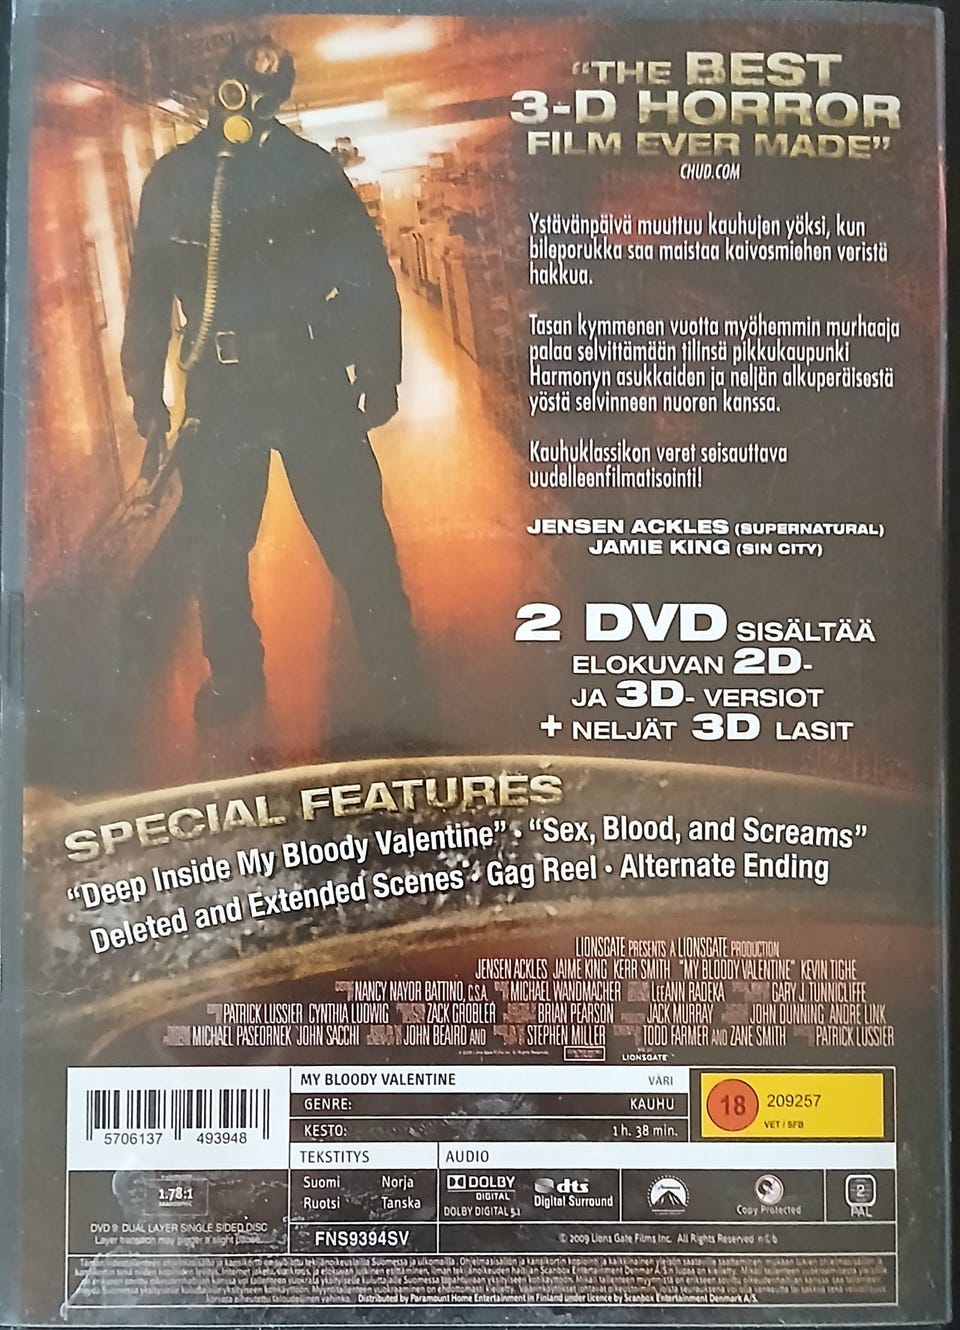 “THE BEST
3-D HORROR
FILM EVER MADE”
CHUD.COM
Ystävänpäivä muuttuu kauhujen yöksi, kun
bileporukka saa maistaa kaivosmiehen veristä
hakkua.
Tasan kymmenen vuotta myöhemmin murhaaja
palaa selvittämään tilinsä pikkukaupunki
Harmonyn asukkaiden ja neljän alkuperäisestä
yöstä selvinneen nuoren kanssa.
Kauhuklassikon veret seisauttava
uudelleenfilmatisointi!
JENSEN ACKLES (SUPERNATURAL)
JAMIE KING (SIN CITY)
2 DVD SISÄLTÄÄ
ELOKUVAN 2D-
JA 3D- VERSIOT
+ NELJÄT 3D LASIT
SPECIAL FEATURES
“Deep Inside My Bloody Valentine” · “Sex, Blood, and Screams”
Deleted and Extended Scenes · Gag Reel · Alternate Ending
LIONSGATE PRESENTS A LIONSGATE PRODUCTION
JENSEN ACKLES JAIME KING KERR SMITH “MY BLOODY VALENTINE” KEVIN TIGHE
NANCY NAYOR BATTINO, C.S.A. MICHAEL WANDMACHER LEEANN RADEKA GARY J. TUNNICLIFFE
PATRICK LUSSIER CYNTHIA LUDWIG ZACK GROBLER BRIAN PEARSON JACK MURRAY JOHN DUNNING ANDRE LINK
MICHAEL PASEORNEK JOHN SACCHI JOHN BEAIRD AND STEPHEN MILLER TODD FARMER AND ZANE SMITH PATRICK LUSSIER
LIONSGATE
MY BLOODY VALENTINE VÄRI
GENRE: KAUHU
KESTO: 1 h. 38 min.
18 209257
VET / SFB
5706137 493948
TEKSTITYS AUDIO
Suomi Norja
Ruotsi Tanska
DOLBY
DIGITAL
DOLBY DIGITAL 5.1
dts
Digital Surround
Copy Protected
2
PAL
1.78:1
DVD 9: DUAL LAYER SINGLE SIDED DISC
Layer transition may trigger a slight pause.
FNS9394SV
© 2009 Lions Gate Films Inc. All Rights Reserved
Distributed by Paramount Home Entertainment in Finland under licence by Scanbox Entertainment Denmark A/S.